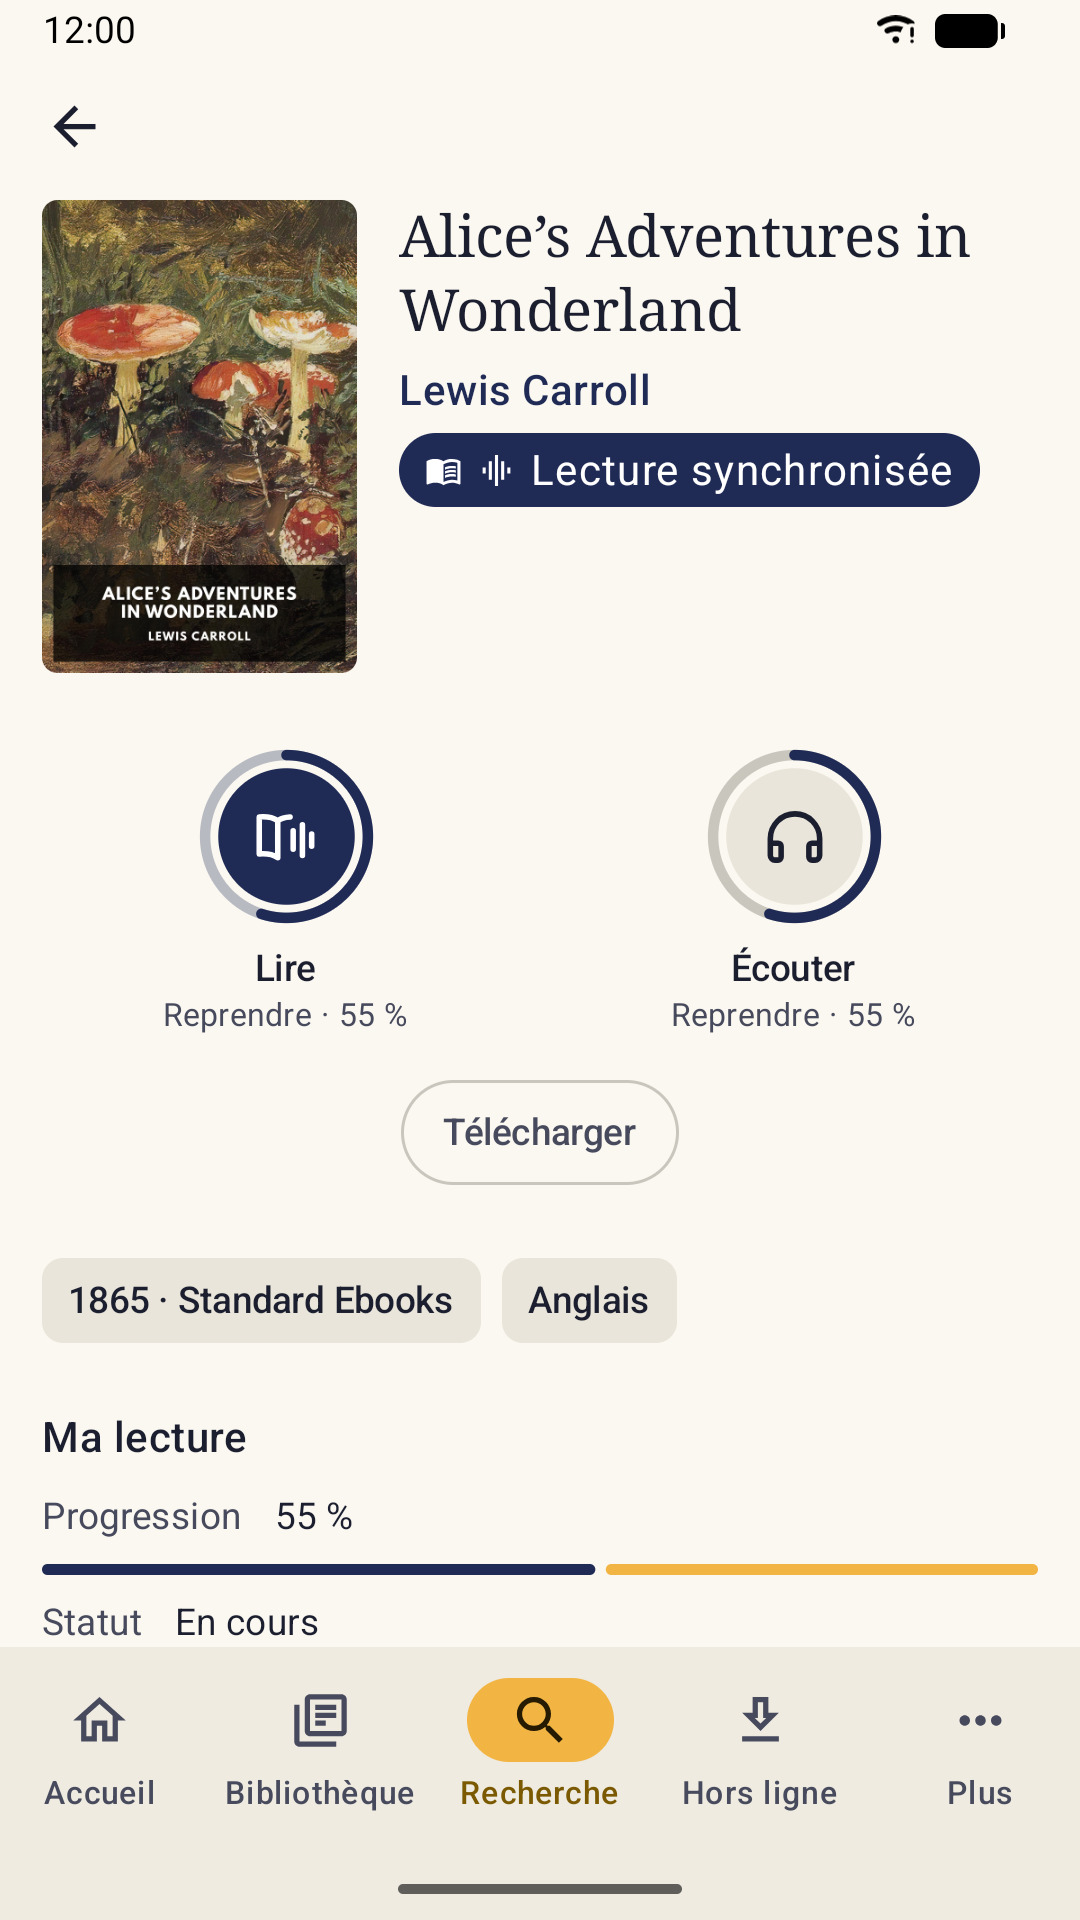 12:00
Alice’s Adventures in
Wonderland
Lewis Carroll
Lecture synchronisée
ALICE’S ADVENTURES
IN WONDERLAND
LEWIS CARROLL
Lire
Reprendre · 55 %
Écouter
Reprendre · 55 %
Télécharger
1865 · Standard Ebooks
Anglais
Ma lecture
Progression 55 %
Statut En cours
Accueil
Bibliothèque
Recherche
Hors ligne
Plus